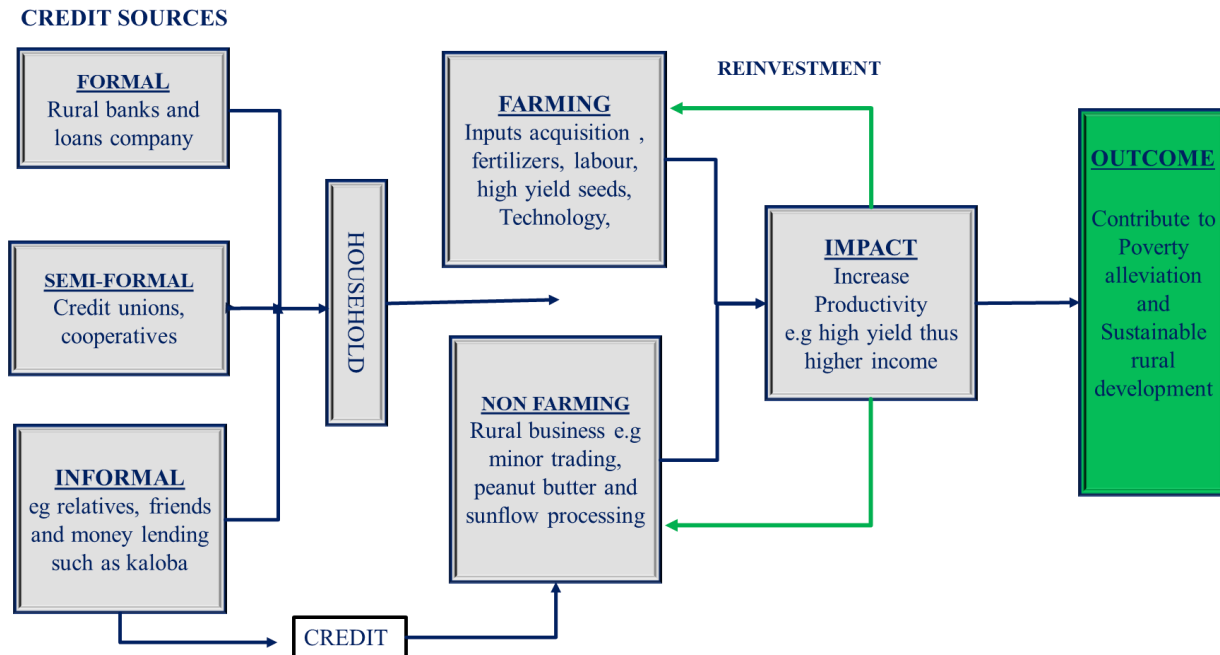 CREDIT SOURCES
FORMAL
Rural banks and
loans company
SEMI-FORMAL
Credit unions,
cooperatives
INFORMAL
eg relatives, friends
and money lending
such as kaloba
CREDIT
HOUSEHOLD
FARMING
Inputs acquisition ,
fertilizers, labour,
high yield seeds,
Technology,
NON FARMING
Rural business e.g
minor trading,
peanut butter and
sunflow processing
REINVESTMENT
IMPACT
Increase
Productivity
e.g high yield thus
higher income
OUTCOME
Contribute to
Poverty
alleviation
and
Sustainable
rural
development